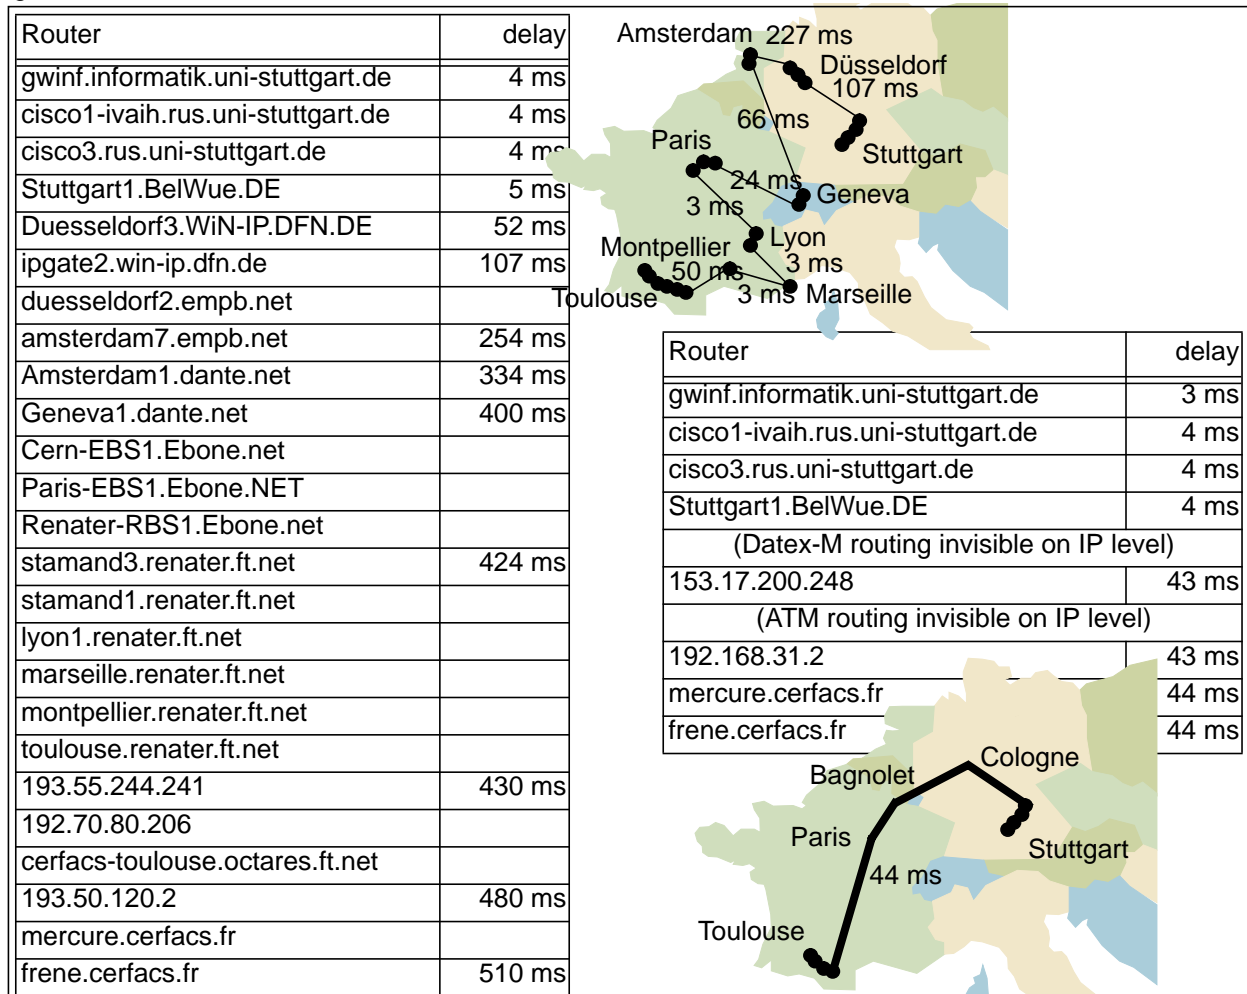 Router delay
gwinf.informatik.uni-stuttgart.de 4 ms
cisco1-ivaih.rus.uni-stuttgart.de 4 ms
cisco3.rus.uni-stuttgart.de 4 ms
Stuttgart1.BelWue.DE 5 ms
Duesseldorf3.WiN-IP.DFN.DE 52 ms
ipgate2.win-ip.dfn.de 107 ms
duesseldorf2.empb.net
amsterdam7.empb.net 254 ms
Amsterdam1.dante.net 334 ms
Geneva1.dante.net 400 ms
Cern-EBS1.Ebone.net
Paris-EBS1.Ebone.NET
Renater-RBS1.Ebone.net
stamand3.renater.ft.net 424 ms
stamand1.renater.ft.net
lyon1.renater.ft.net
marseille.renater.ft.net
montpellier.renater.ft.net
toulouse.renater.ft.net
193.55.244.241 430 ms
192.70.80.206
cerfacs-toulouse.octares.ft.net
193.50.120.2 480 ms
mercure.cerfacs.fr
frene.cerfacs.fr 510 ms
Amsterdam 227 ms
Düsseldorf
107 ms
66 ms
Paris
Stuttgart
24 ms
Geneva
3 ms
Lyon
Montpellier
3 ms
50 ms
Toulouse
3 ms Marseille
Router delay
gwinf.informatik.uni-stuttgart.de 3 ms
cisco1-ivaih.rus.uni-stuttgart.de 4 ms
cisco3.rus.uni-stuttgart.de 4 ms
Stuttgart1.BelWue.DE 4 ms
(Datex-M routing invisible on IP level)
153.17.200.248 43 ms
(ATM routing invisible on IP level)
192.168.31.2 43 ms
mercure.cerfacs.fr 44 ms
frene.cerfacs.fr 44 ms
Cologne
Bagnolet
Paris
Stuttgart
44 ms
Toulouse